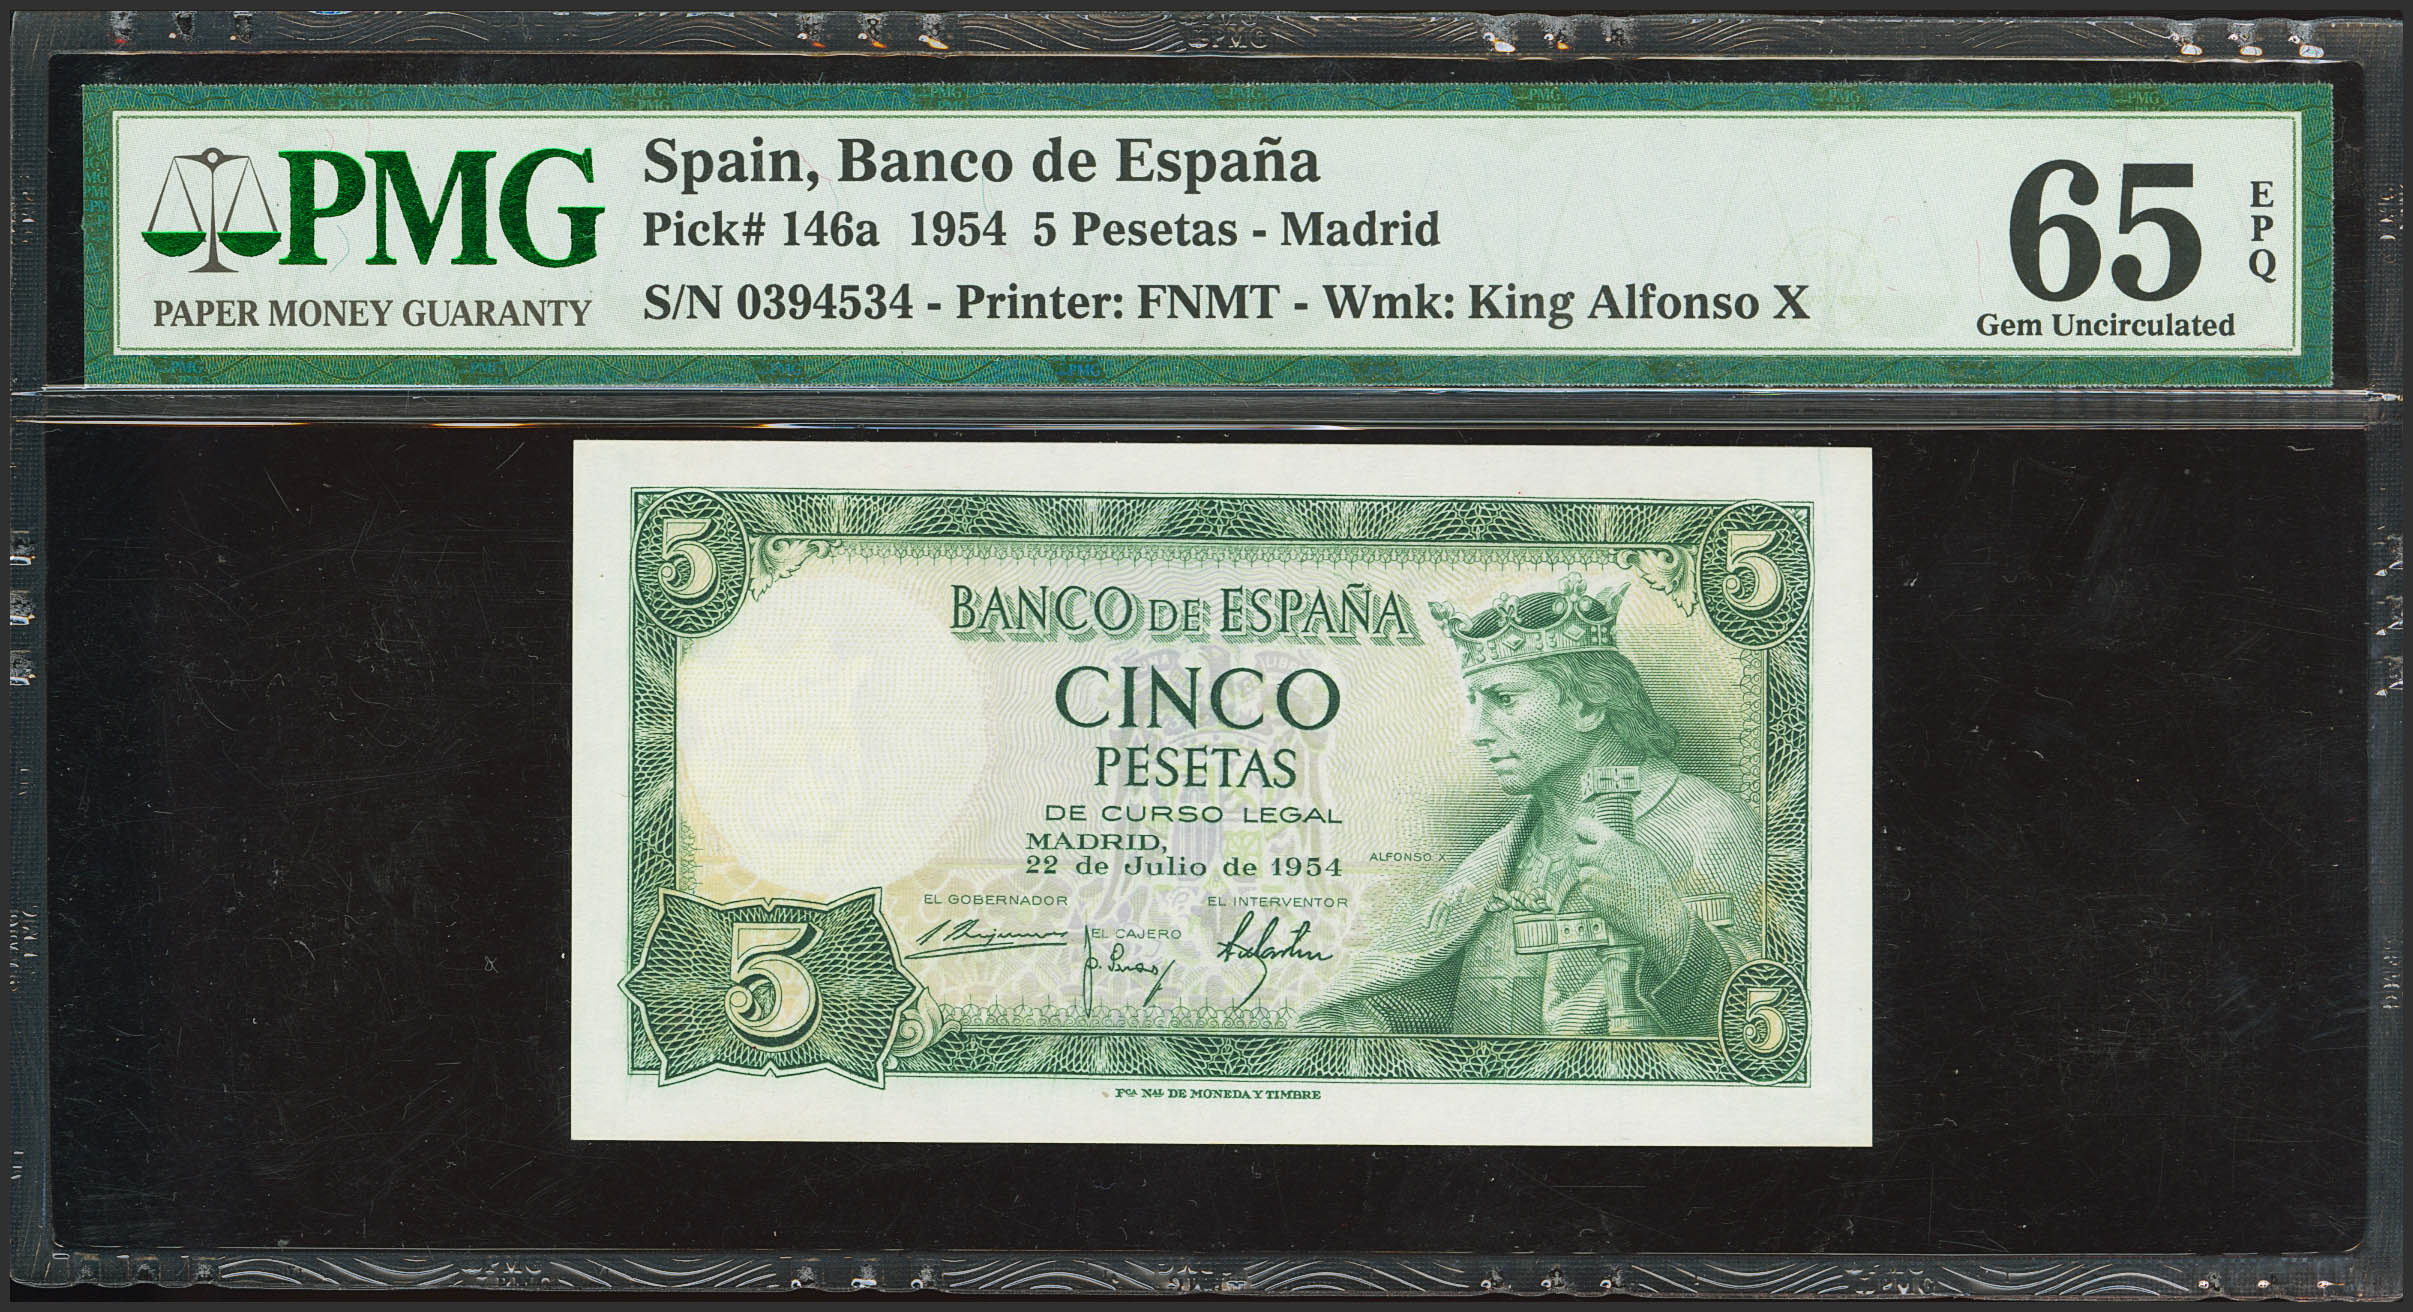 PMG
PAPER MONEY GUARANTY
Spain, Banco de España
Pick# 146a 1954 5 Pesetas - Madrid
S/N 0394534 - Printer: FNMT - Wmk: King Alfonso X
65
EPQ
Gem Uncirculated
5
5
BANCO DE ESPAÑA
CINCO
PESETAS
DE CURSO LEGAL
MADRID,
22 de Julio de 1954
ALFONSO X
EL GOBERNADOR
EL INTERVENTOR
EL CAJERO
5
5
Fca Nal DE MONEDA Y TIMBRE